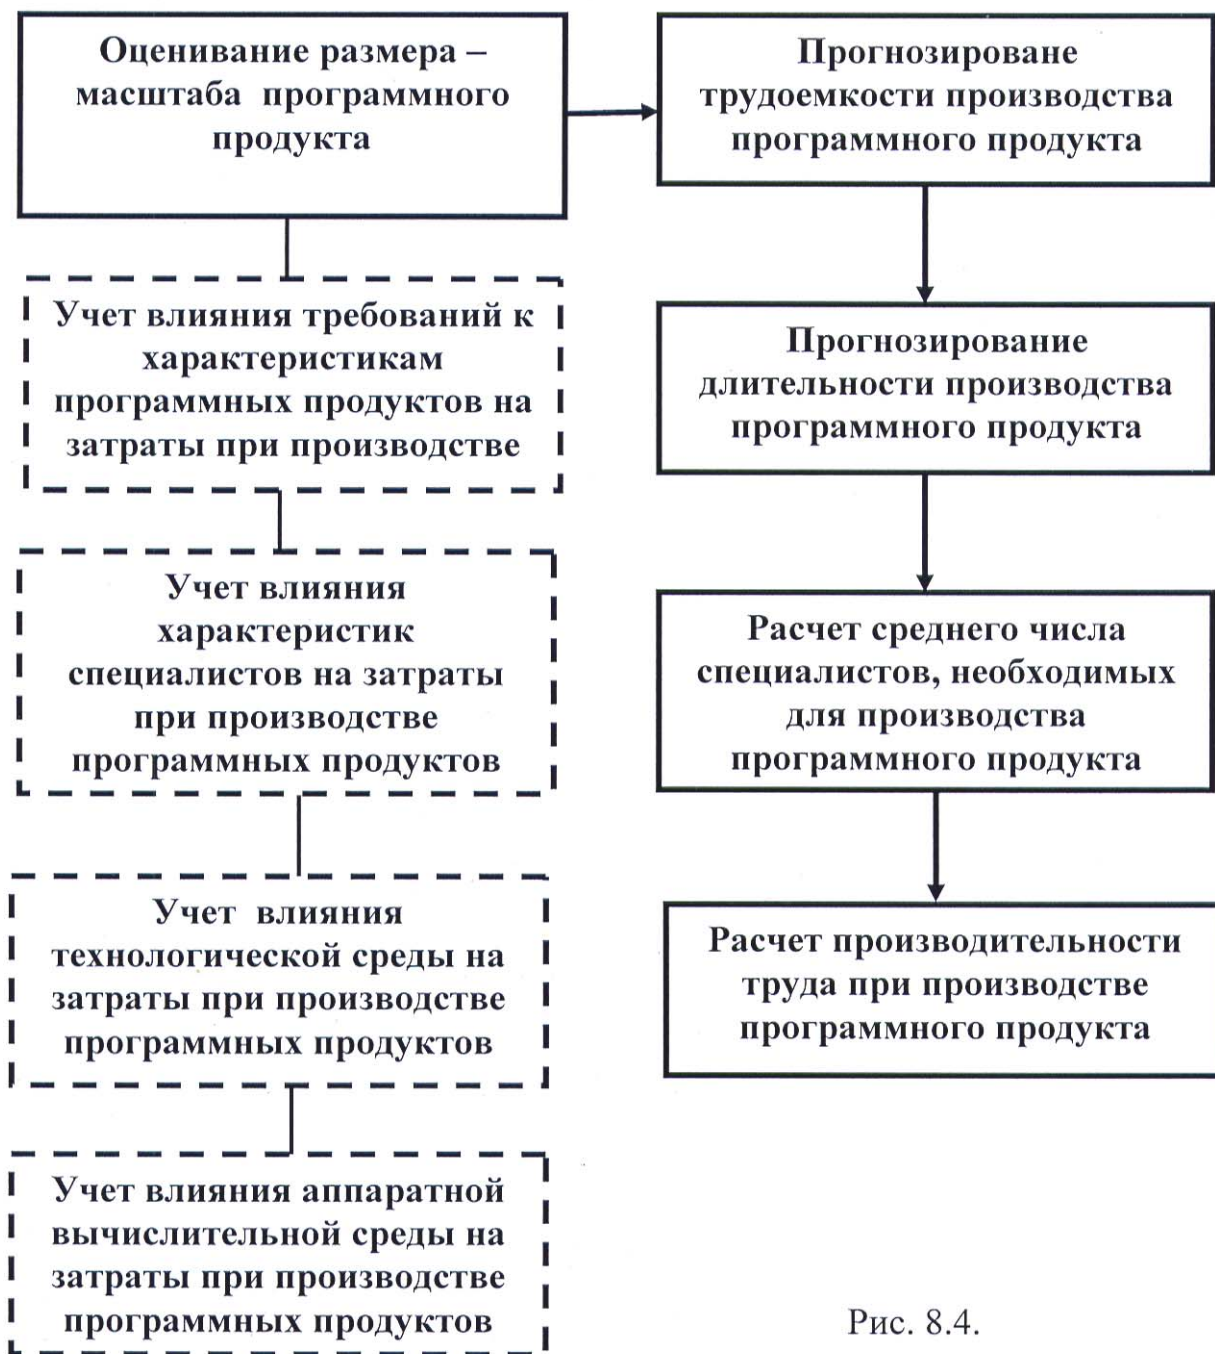 Оценивание размера –
масштаба программного
продукта
Прогнозироване
трудоемкости производства
программного продукта
Учет влияния требований к
характеристикам
программных продуктов на
затраты при производстве
Прогнозирование
длительности производства
программного продукта
Учет влияния
характеристик
специалистов на затраты
при производстве
программных продуктов
Расчет среднего числа
специалистов, необходимых
для производства
программного продукта
Учет влияния
технологической среды на
затраты при производстве
программных продуктов
Расчет производительности
труда при производстве
программного продукта
Учет влияния аппаратной
вычислительной среды на
затраты при производстве
программных продуктов
Рис. 8.4.